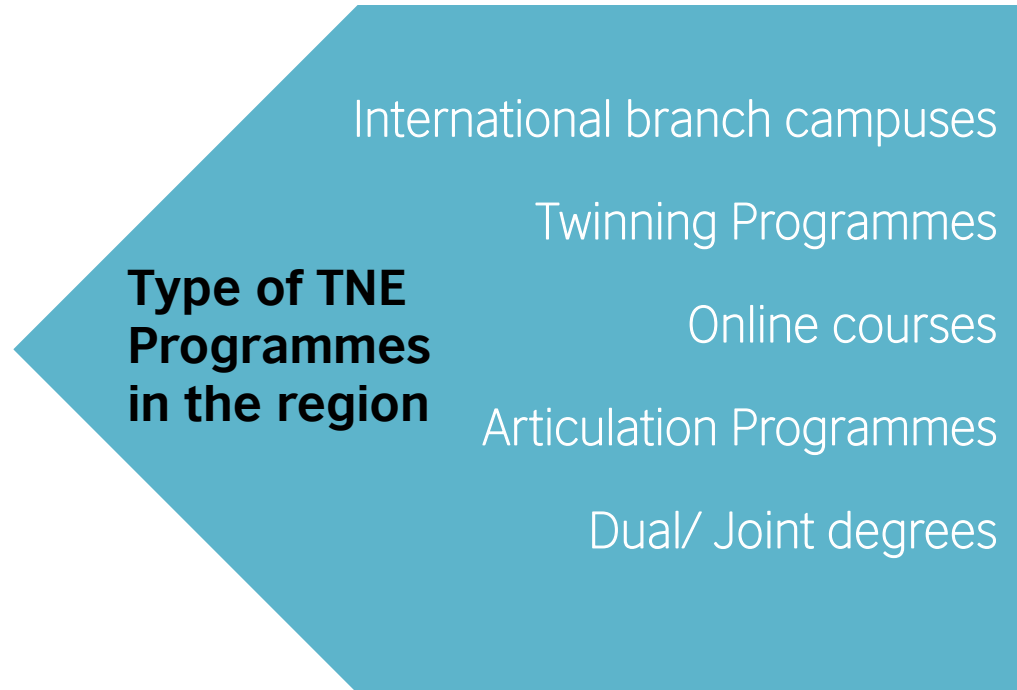 Type of TNE
Programmes
in the region
International branch campuses
Twinning Programmes
Online courses
Articulation Programmes
Dual/ Joint degrees